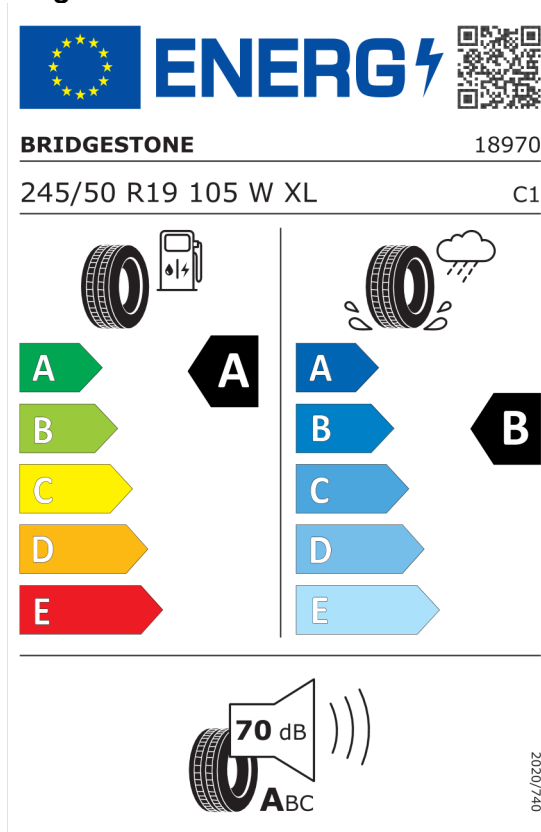 ENERG
BRIDGESTONE 18970
245/50 R19 105 W XL C1
A A A
B B B
C C
D D
E E
70 dB
ABC
2020/740